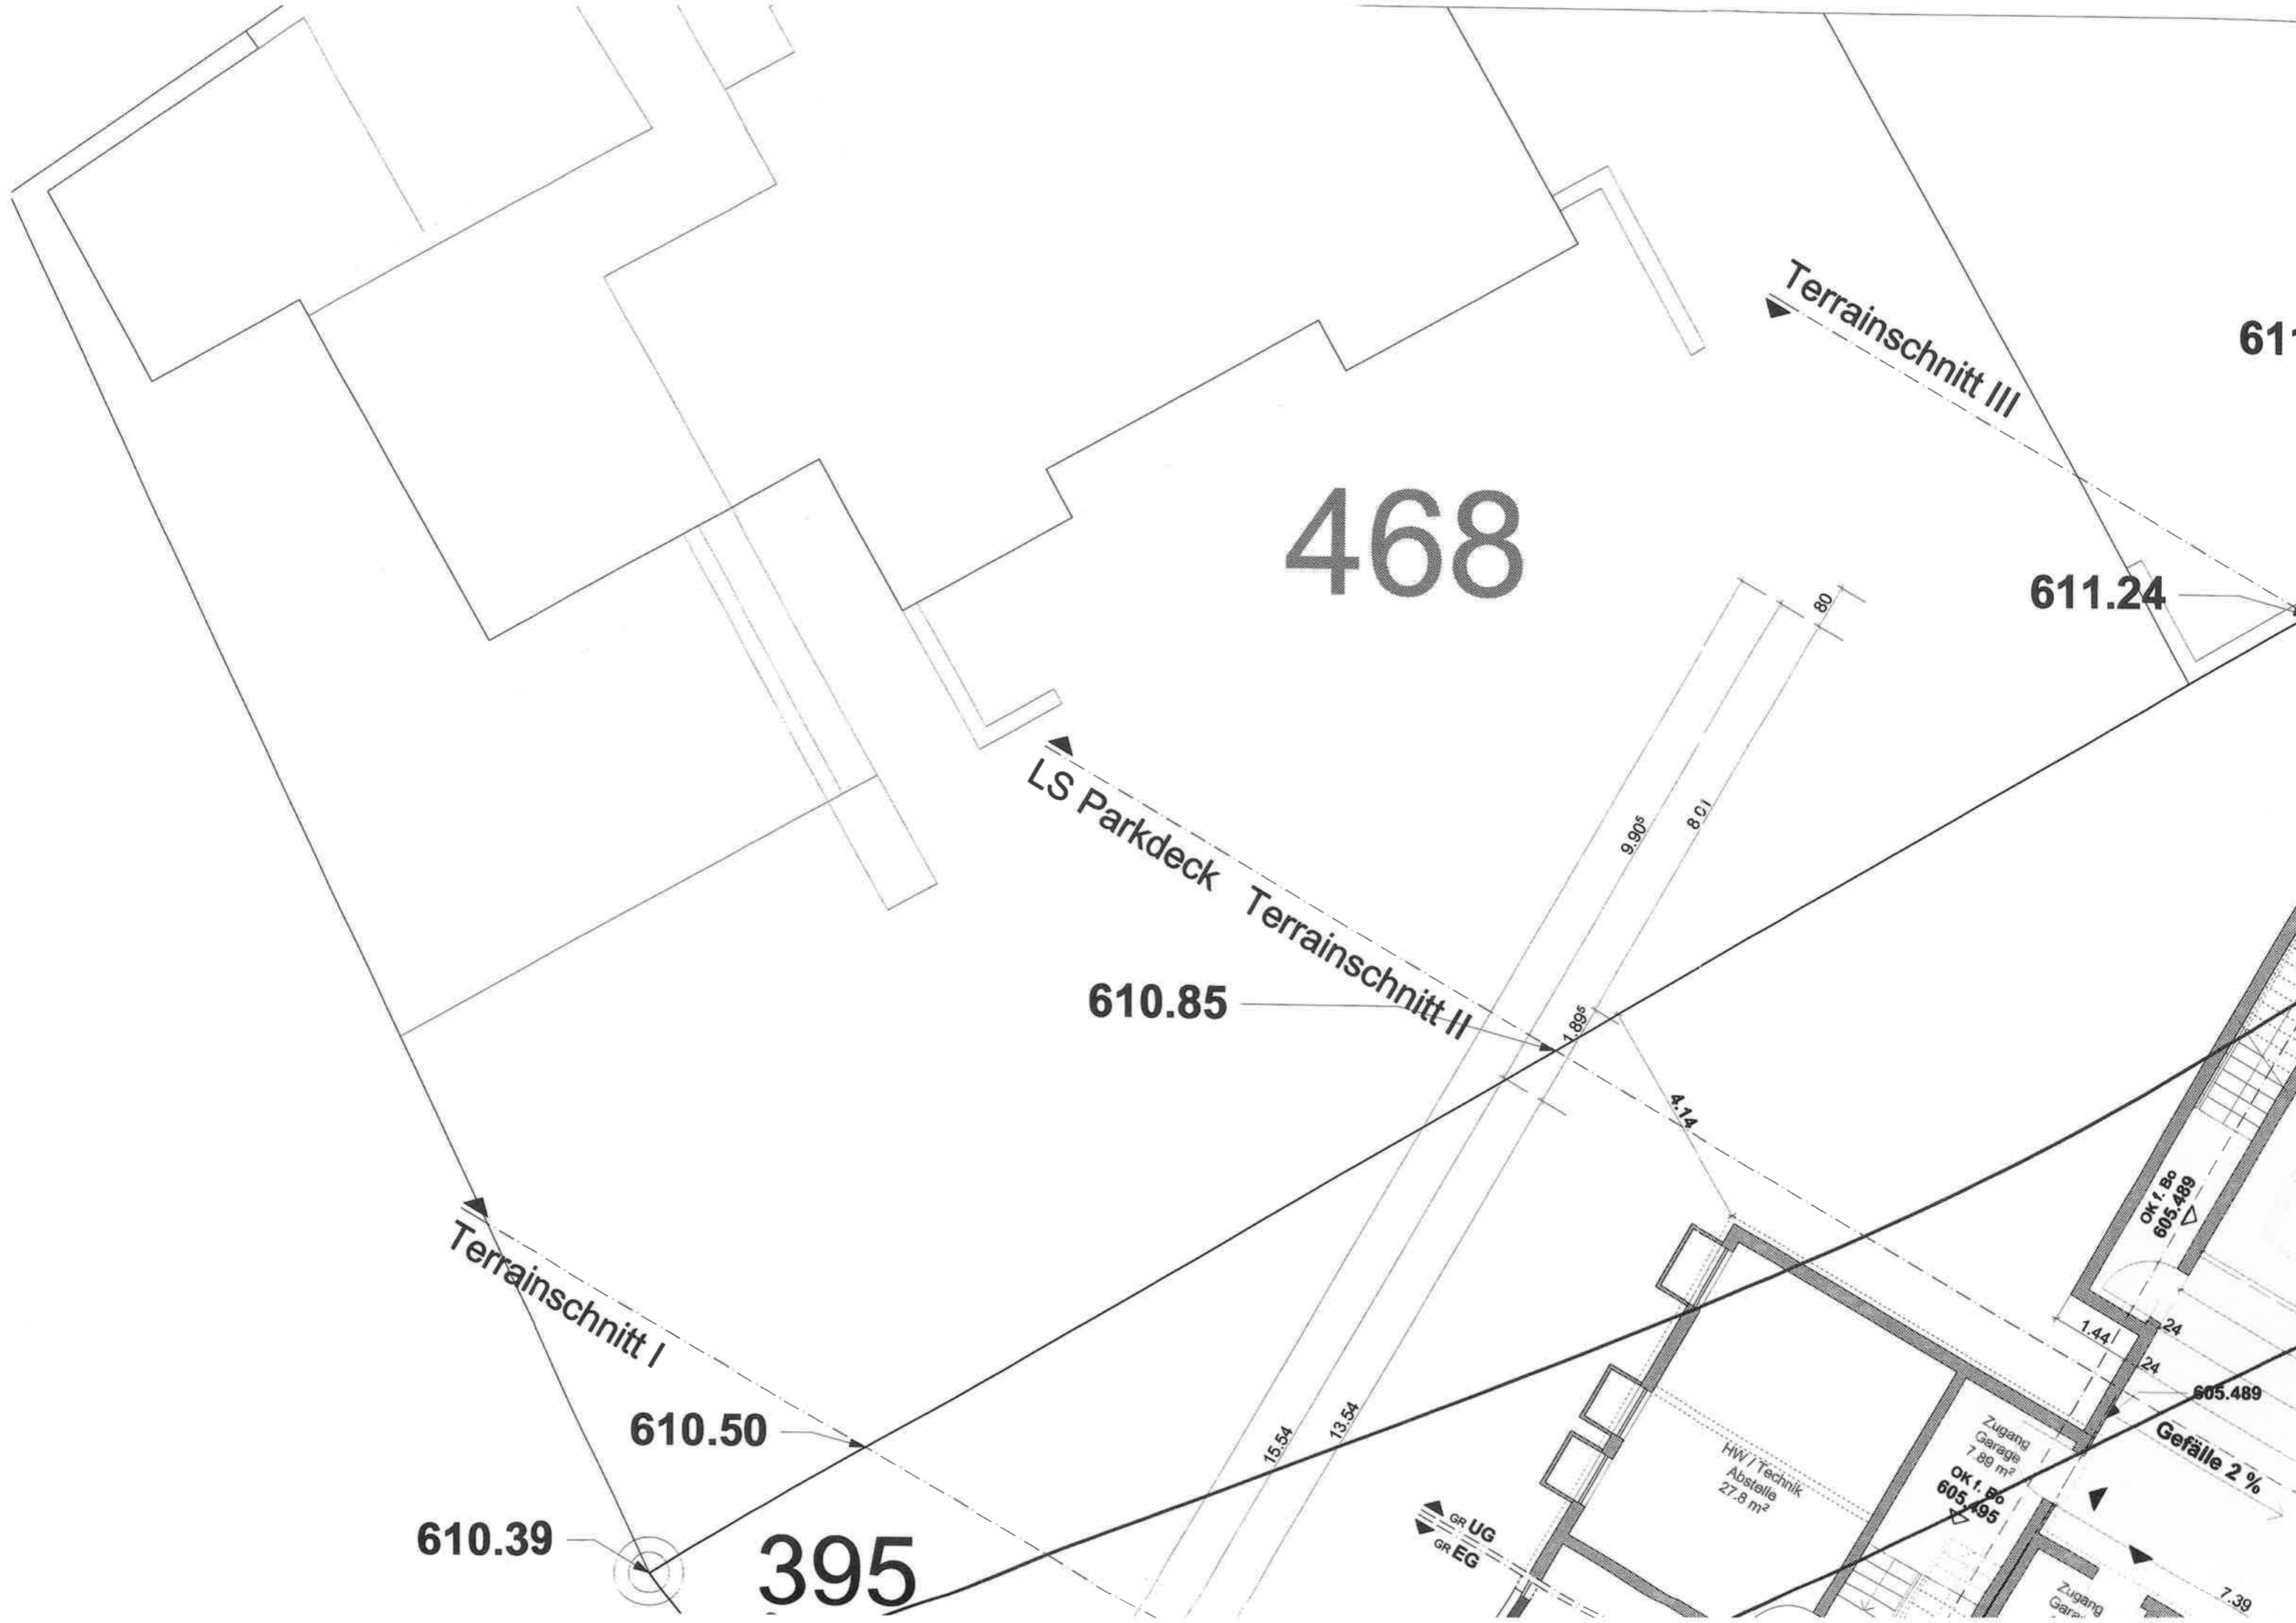 Terrainschnitt III
611
468
611.24
80
9.90⁵
8.01
LS Parkdeck Terrainschnitt II
610.85
1.89⁵
4.14
OK f. Bo
605.489
Terrainschnitt I
1.44
24
24
605.489
Gefälle 2 %
Zugang
Garage
7.89 m²
OK f. Bo
605.495
HW / Technik
Abstelle
27.8 m²
15.54
13.54
610.50
GR UG
GR EG
610.39
395
Zugang
7.39